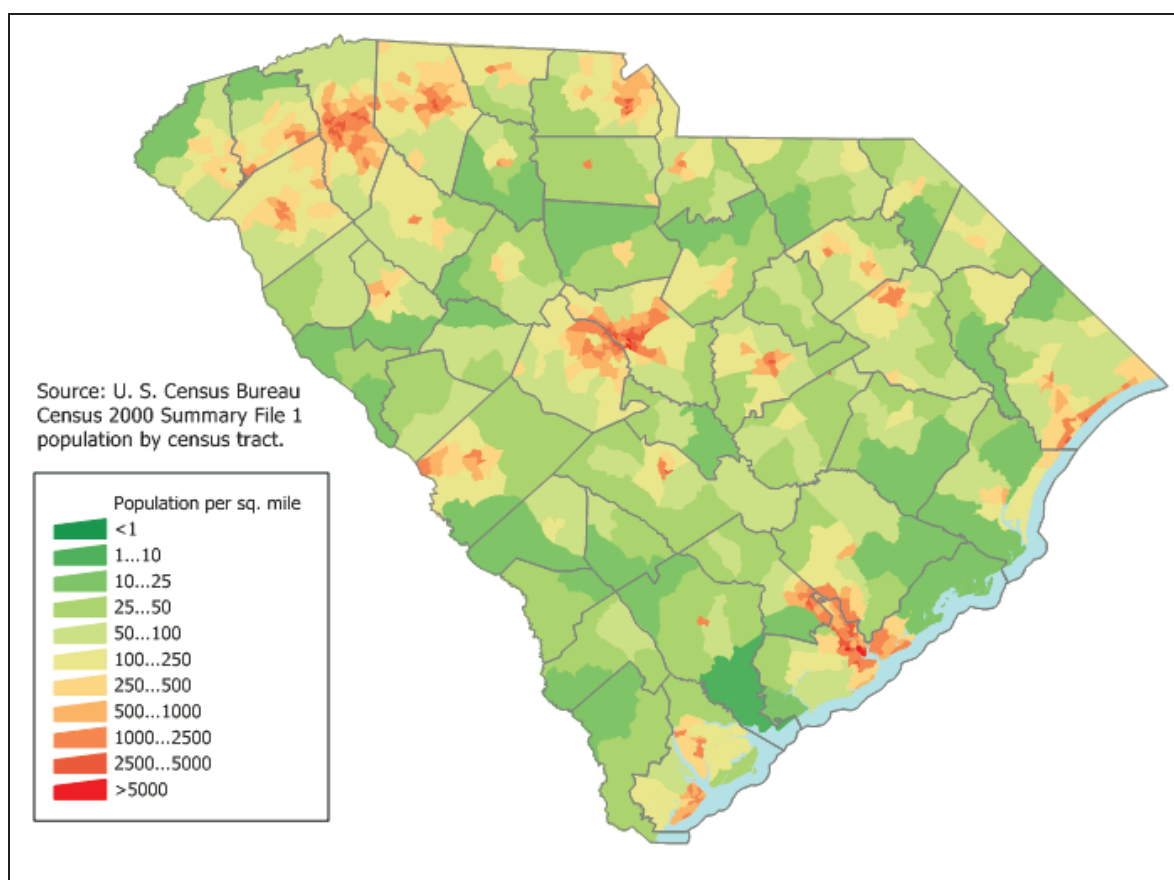 Source: U. S. Census Bureau
Census 2000 Summary File 1
population by census tract.
Population per sq. mile
<1
1...10
10...25
25...50
50...100
100...250
250...500
500...1000
1000...2500
2500...5000
>5000